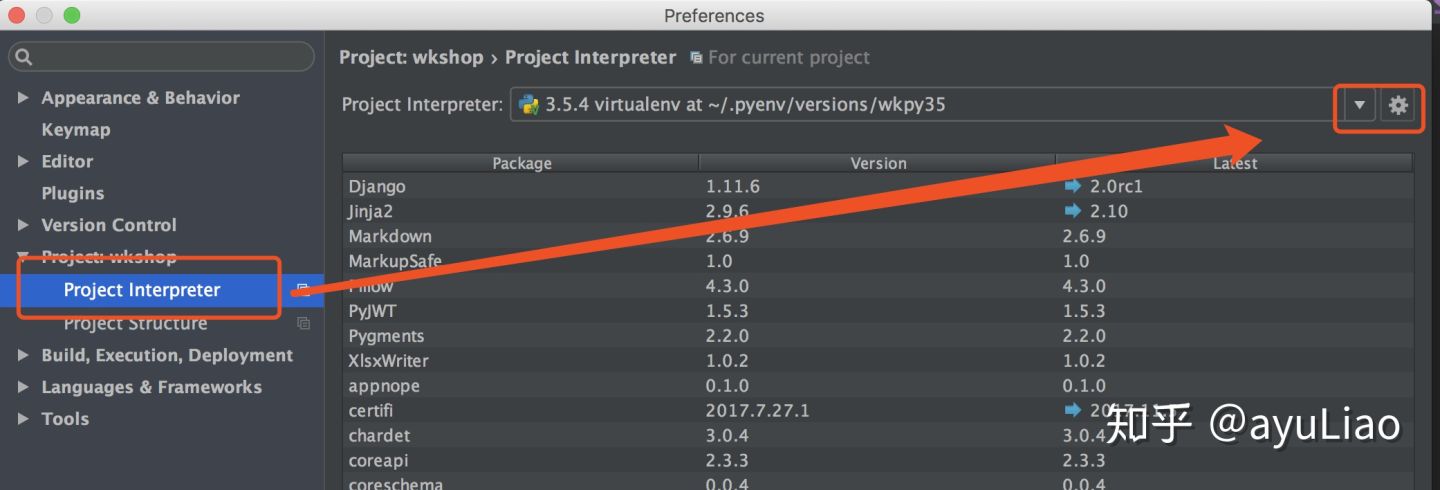 Preferences
Project: wkshop › Project Interpreter For current project
Appearance & Behavior
Keymap
Editor
Plugins
Version Control
Project: wkshop
Project Interpreter
Project Structure
Build, Execution, Deployment
Languages & Frameworks
Tools
Project Interpreter: 3.5.4 virtualenv at ~/.pyenv/versions/wkpy35
Package Version Latest
Django 1.11.6 2.0rc1
Jinja2 2.9.6 2.10
Markdown 2.6.9 2.6.9
MarkupSafe 1.0 1.0
Pillow 4.3.0 4.3.0
PyJWT 1.5.3 1.5.3
Pygments 2.2.0 2.2.0
XlsxWriter 1.0.2 1.0.2
appnope 0.1.0 0.1.0
certifi 2017.7.27.1
chardet 3.0.4 3.0.4
coreapi 2.3.3 2.3.3
coreschema 0.0.4 0.0.4
知乎 @ayuLiao